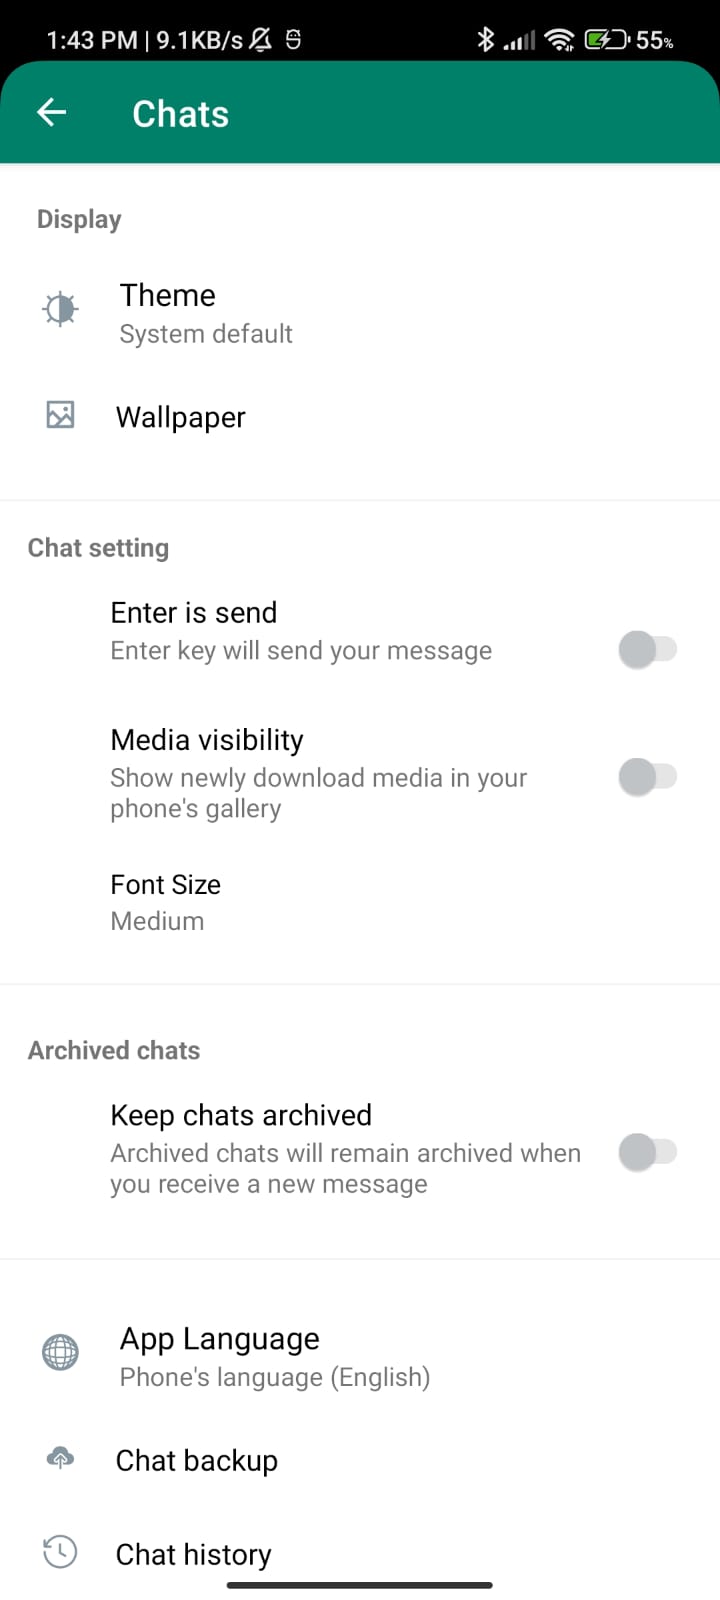 1:43 PM | 9.1KB/s 55%
Chats
Display
Theme
System default
Wallpaper
Chat setting
Enter is send
Enter key will send your message
Media visibility
Show newly download media in your
phone's gallery
Font Size
Medium
Archived chats
Keep chats archived
Archived chats will remain archived when
you receive a new message
App Language
Phone's language (English)
Chat backup
Chat history